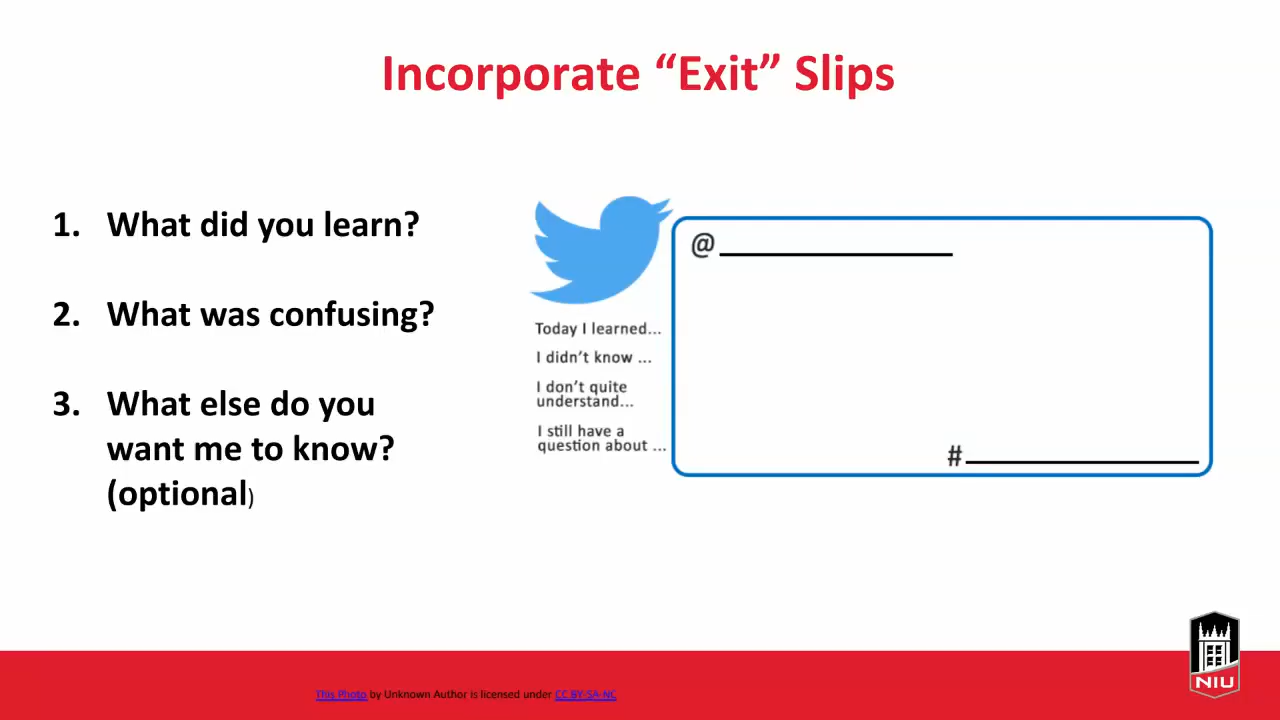 Incorporate “Exit” Slips
1. What did you learn?
2. What was confusing?
3. What else do you
want me to know?
(optional)
@
Today I learned...
I didn’t know ...
I don’t quite
understand...
I still have a
question about ...
#
This Photo by Unknown Author is licensed under CC BY-SA-NC
NIU